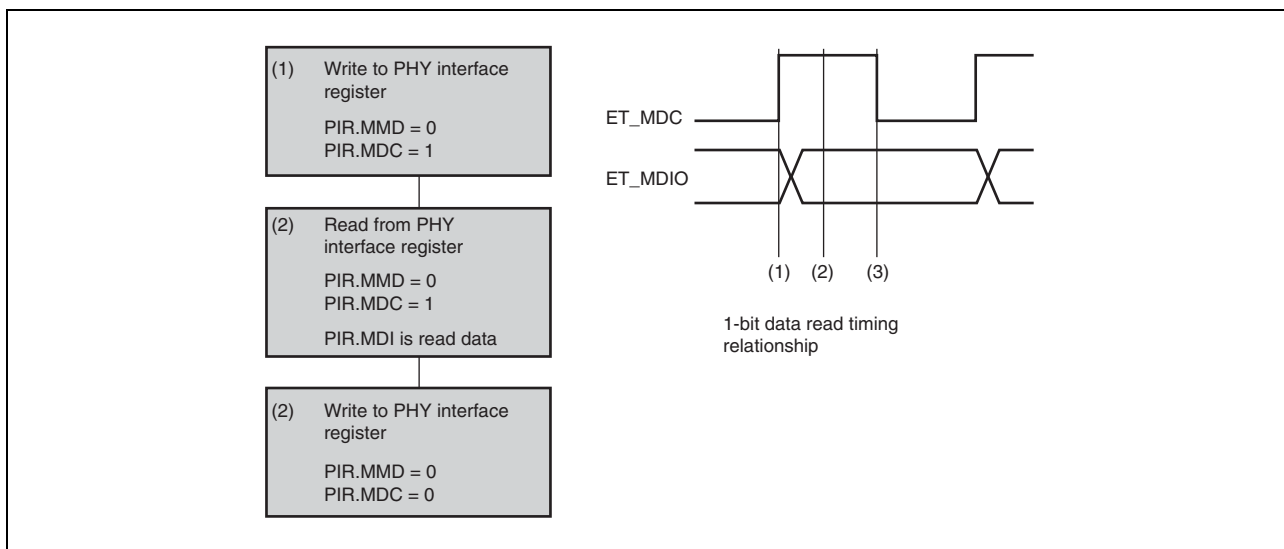 (1) Write to PHY interface
register
PIR.MMD = 0
PIR.MDC = 1
(2) Read from PHY
interface register
PIR.MMD = 0
PIR.MDC = 1
PIR.MDI is read data
(2) Write to PHY interface
register
PIR.MMD = 0
PIR.MDC = 0
ET_MDC
ET_MDIO
(1) (2) (3)
1-bit data read timing
relationship